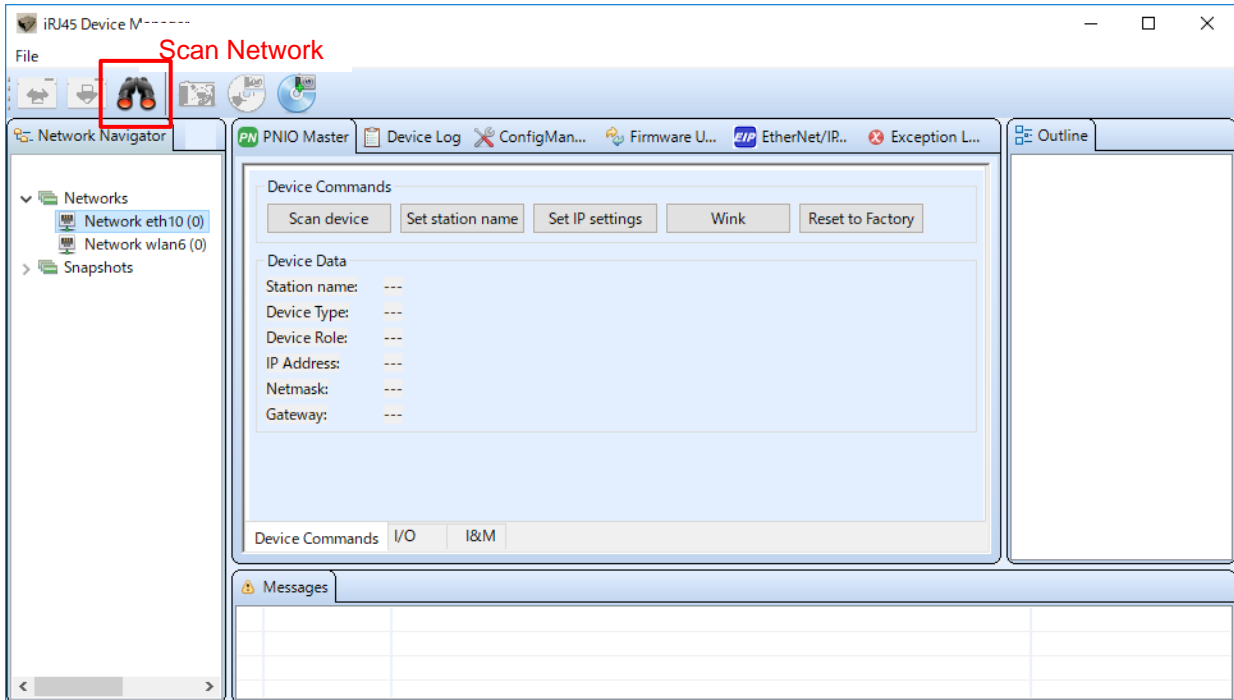 iRJ45 Device
Scan Network
File
Network Navigator
PNIO Master
Device Log
ConfigMan...
Firmware U...
EtherNet/IP...
Exception L...
Outline
Networks
Network eth10 (0)
Network wlan6 (0)
Snapshots
Device Commands
Scan device
Set station name
Set IP settings
Wink
Reset to Factory
Device Data
Station name: ---
Device Type: ---
Device Role: ---
IP Address: ---
Netmask: ---
Gateway: ---
Device Commands
I/O
I&M
Messages